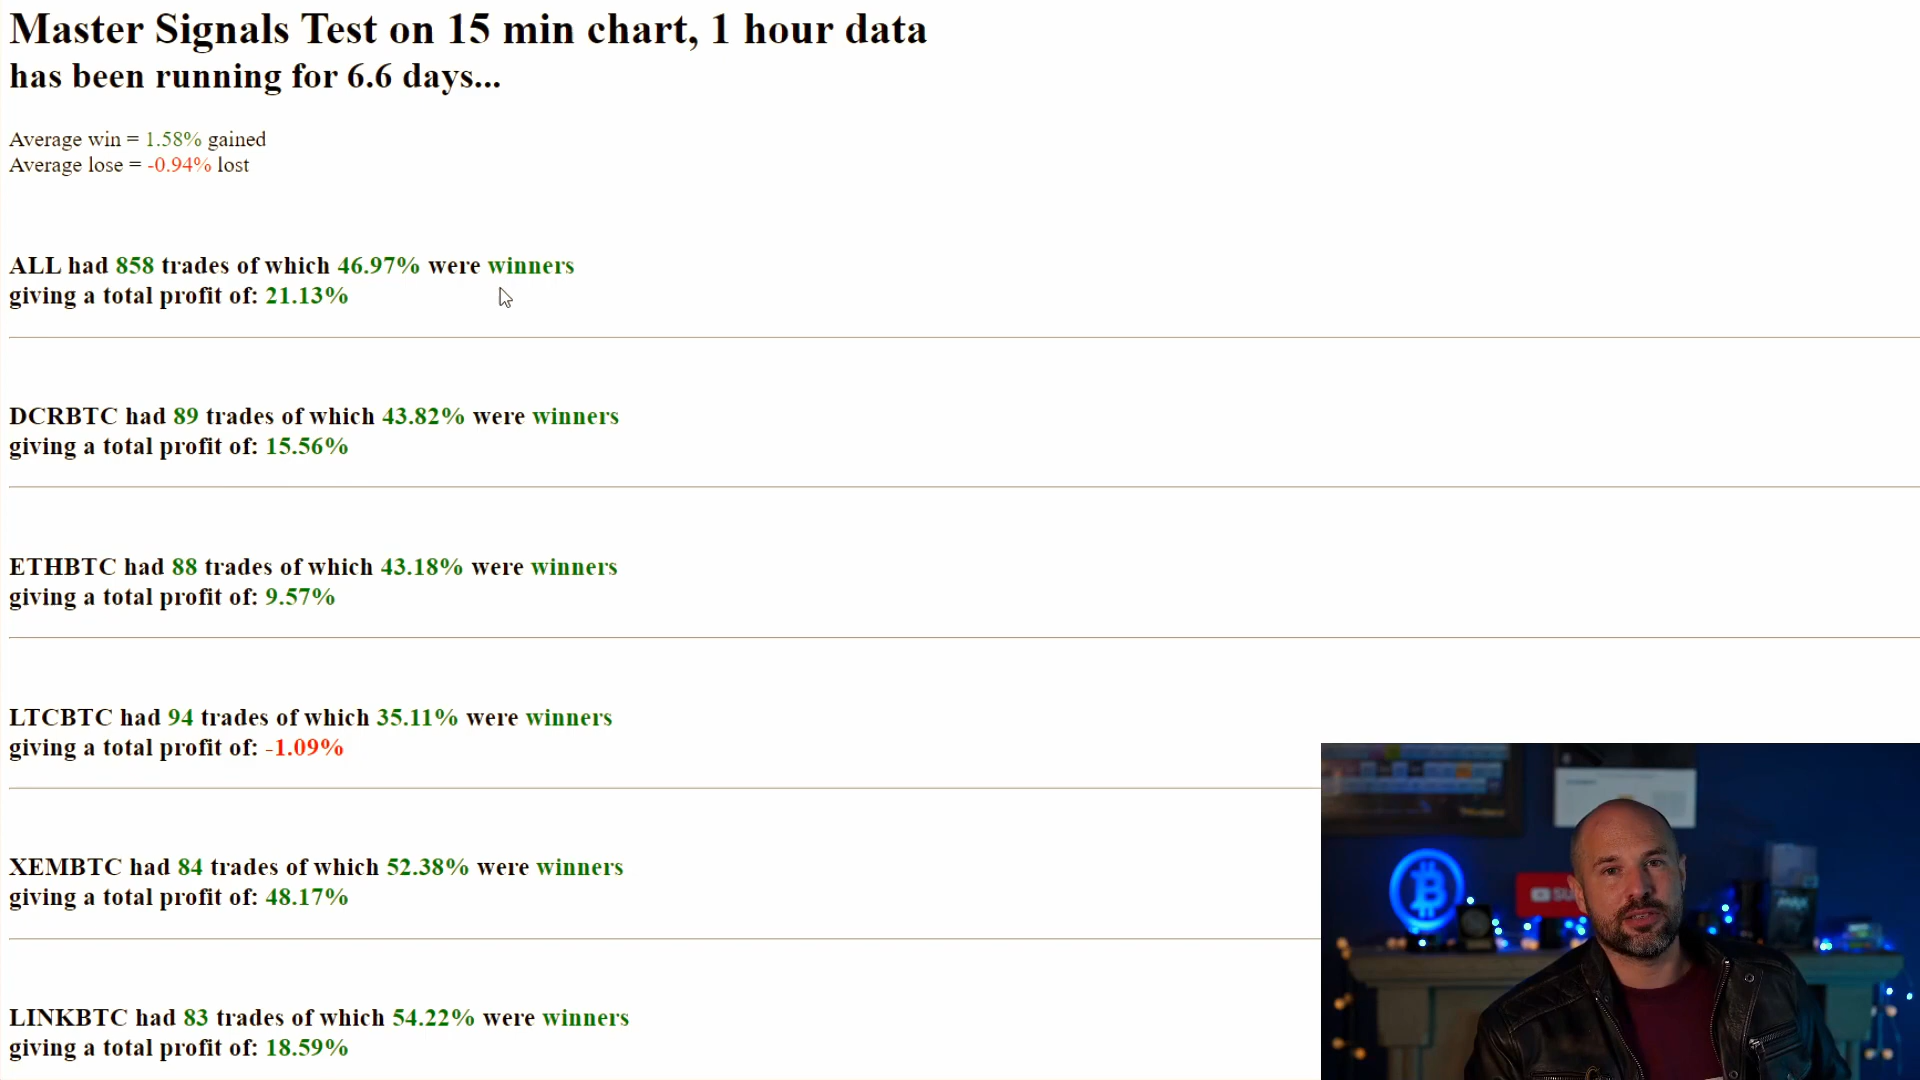 Master Signals Test on 15 min chart, 1 hour data
has been running for 6.6 days...
Average win = 1.58% gained
Average lose = -0.94% lost
ALL had 858 trades of which 46.97% were winners
giving a total profit of: 21.13%
DCRBTC had 89 trades of which 43.82% were winners
giving a total profit of: 15.56%
ETHBTC had 88 trades of which 43.18% were winners
giving a total profit of: 9.57%
LTCBTC had 94 trades of which 35.11% were winners
giving a total profit of: -1.09%
XEMBTC had 84 trades of which 52.38% were winners
giving a total profit of: 48.17%
LINKBTC had 83 trades of which 54.22% were winners
giving a total profit of: 18.59%